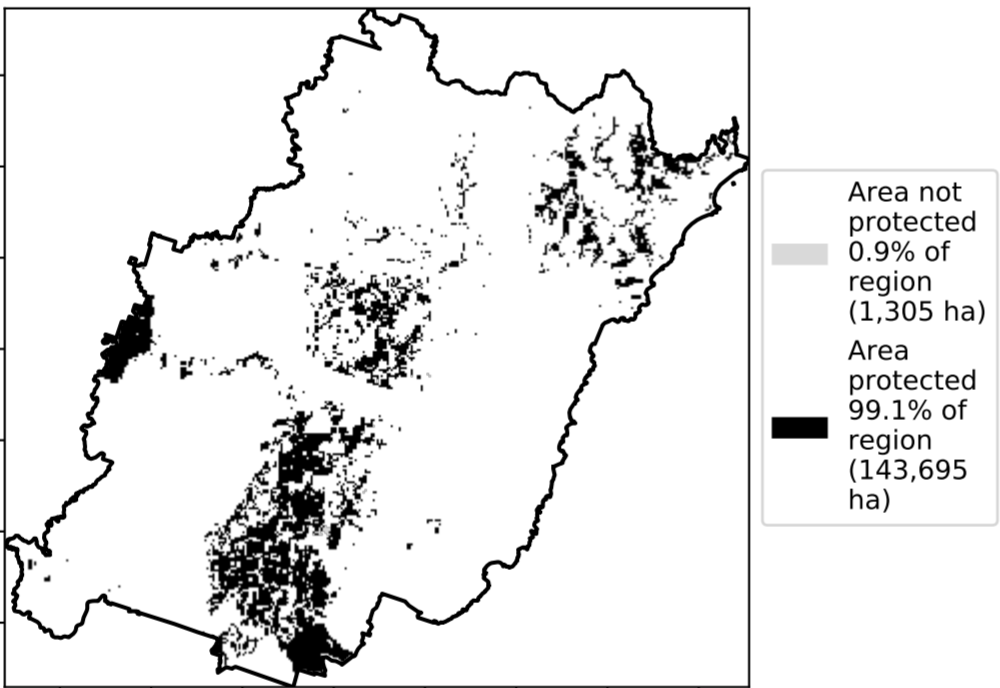 Area not
protected
0.9% of
region
(1,305 ha)
Area
protected
99.1% of
region
(143,695
ha)